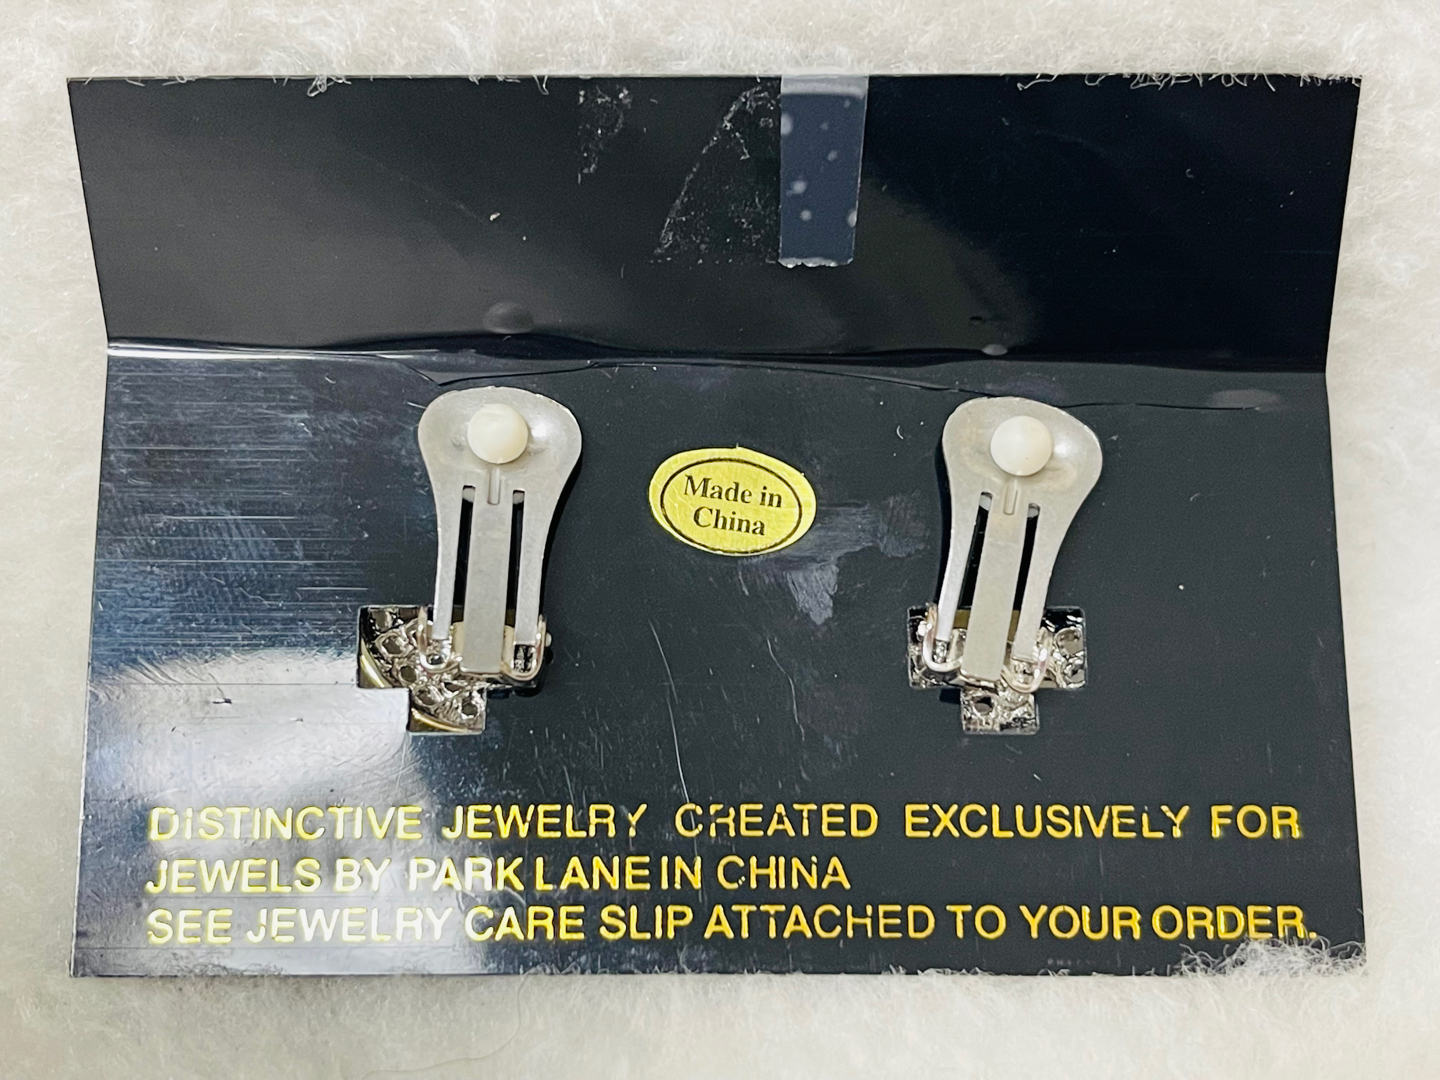 Made in
China
DISTINCTIVE JEWELRY CREATED EXCLUSIVELY FOR
JEWELS BY PARK LANE IN CHINA
SEE JEWELRY CARE SLIP ATTACHED TO YOUR ORDER.